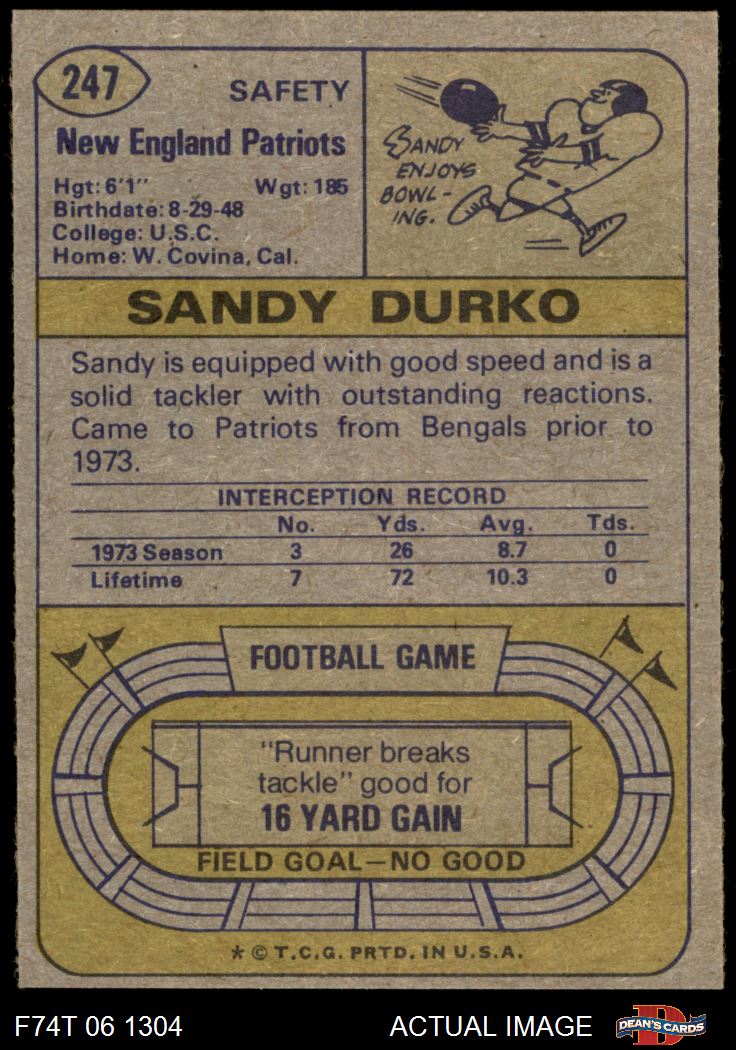 247
SAFETY
New England Patriots
Hgt: 6'1" Wgt: 185
Birthdate: 8-29-48
College: U.S.C.
Home: W. Covina, Cal.
SANDY
ENJOYS
BOWL-
ING.
SANDY DURKO
Sandy is equipped with good speed and is a
solid tackler with outstanding reactions.
Came to Patriots from Bengals prior to
1973.
INTERCEPTION RECORD
No. Yds. Avg. Tds.
1973 Season 3 26 8.7 0
Lifetime 7 72 10.3 0
FOOTBALL GAME
"Runner breaks
tackle" good for
16 YARD GAIN
FIELD GOAL—NO GOOD
* © T.C.G. PRTD. IN U.S.A.
F74T 06 1304 ACTUAL IMAGE
D
DEAN'S CARDS